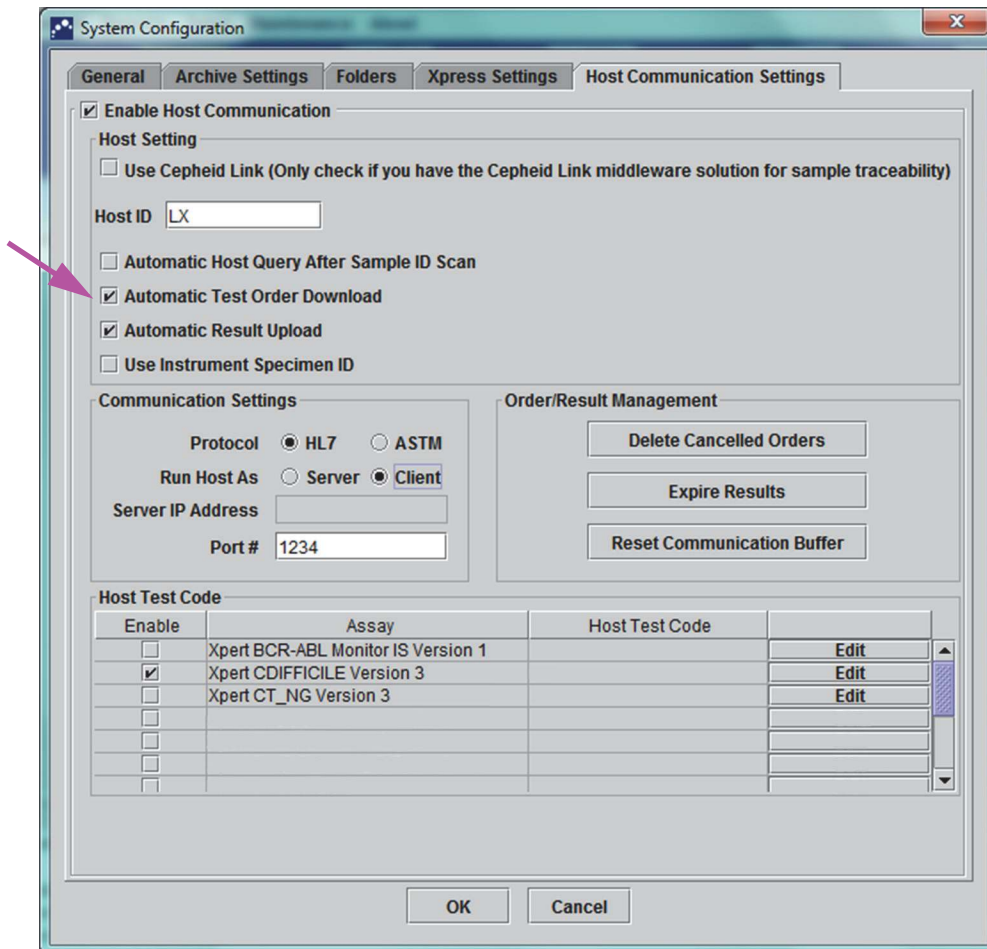 System Configuration
General Archive Settings Folders Xpress Settings Host Communication Settings
Enable Host Communication
Host Setting
Use Cepheid Link (Only check if you have the Cepheid Link middleware solution for sample traceability)
Host ID LX
Automatic Host Query After Sample ID Scan
Automatic Test Order Download
Automatic Result Upload
Use Instrument Specimen ID
Communication Settings
Protocol HL7 ASTM
Run Host As Server Client
Server IP Address
Port # 1234
Order/Result Management
Delete Cancelled Orders
Expire Results
Reset Communication Buffer
Host Test Code
Enable Assay Host Test Code
Xpert BCR-ABL Monitor IS Version 1 Edit
Xpert CDIFFICILE Version 3 Edit
Xpert CT_NG Version 3 Edit
OK Cancel